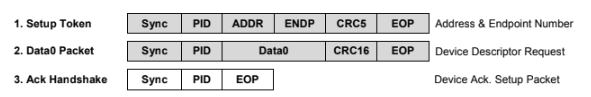 1. Setup Token Sync PID ADDR ENDP CRC5 EOP Address & Endpoint Number
2. Data0 Packet Sync PID Data0 CRC16 EOP Device Descriptor Request
3. Ack Handshake Sync PID EOP Device Ack. Setup Packet